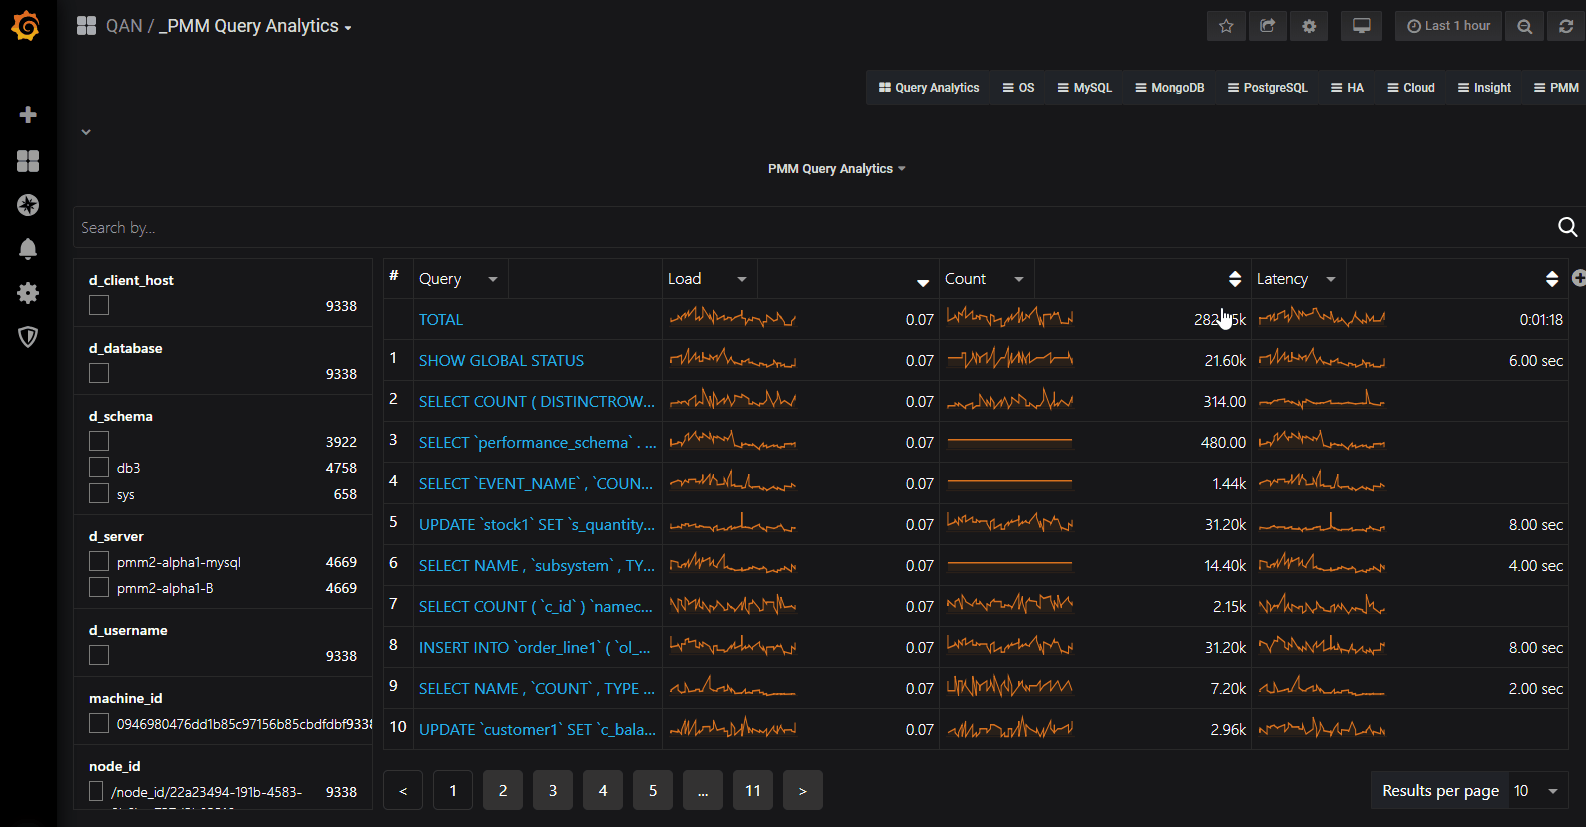 QAN / _PMM Query Analytics
Last 1 hour
Query Analytics OS MySQL MongoDB PostgreSQL HA Cloud Insight PMM
PMM Query Analytics
Search by...
d_client_host
9338
d_database
9338
d_schema
3922
db3 4758
sys 658
d_server
pmm2-alpha1-mysql 4669
pmm2-alpha1-B 4669
d_username
9338
machine_id
0946980476dd1b85c97156b85cbdfdbf9338
node_id
/node_id/22a23494-191b-4583- 9338
# Query Load Count Latency
TOTAL 0.07 0:01:18
1 SHOW GLOBAL STATUS 0.07 21.60k 6.00 sec
2 SELECT COUNT ( DISTINCTROW... 0.07 314.00
3 SELECT `performance_schema` . ... 0.07 480.00
4 SELECT `EVENT_NAME` , `COUN... 0.07 1.44k
5 UPDATE `stock1` SET `s_quantity... 0.07 31.20k 8.00 sec
6 SELECT NAME , `subsystem` , TY... 0.07 14.40k 4.00 sec
7 SELECT COUNT ( `c_id` ) `namec... 0.07 2.15k
8 INSERT INTO `order_line1` ( `ol_... 0.07 31.20k 8.00 sec
9 SELECT NAME , `COUNT` , TYPE ... 0.07 7.20k 2.00 sec
10 UPDATE `customer1` SET `c_bala... 0.07 2.96k
< 1 2 3 4 5 ... 11 >
Results per page 10